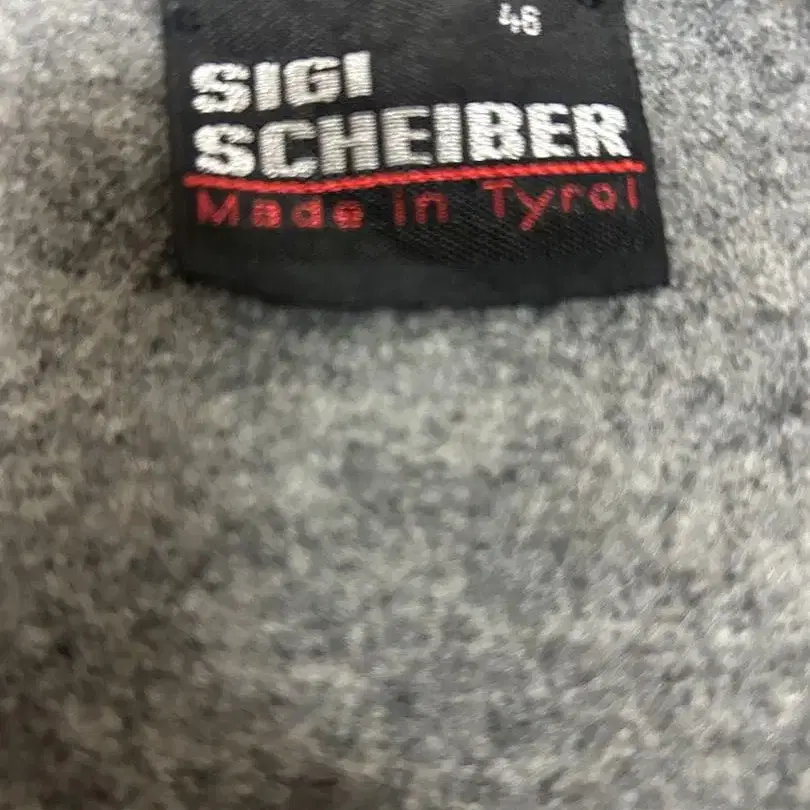 46
SIGI
SCHEIBER
Made in Tyrol